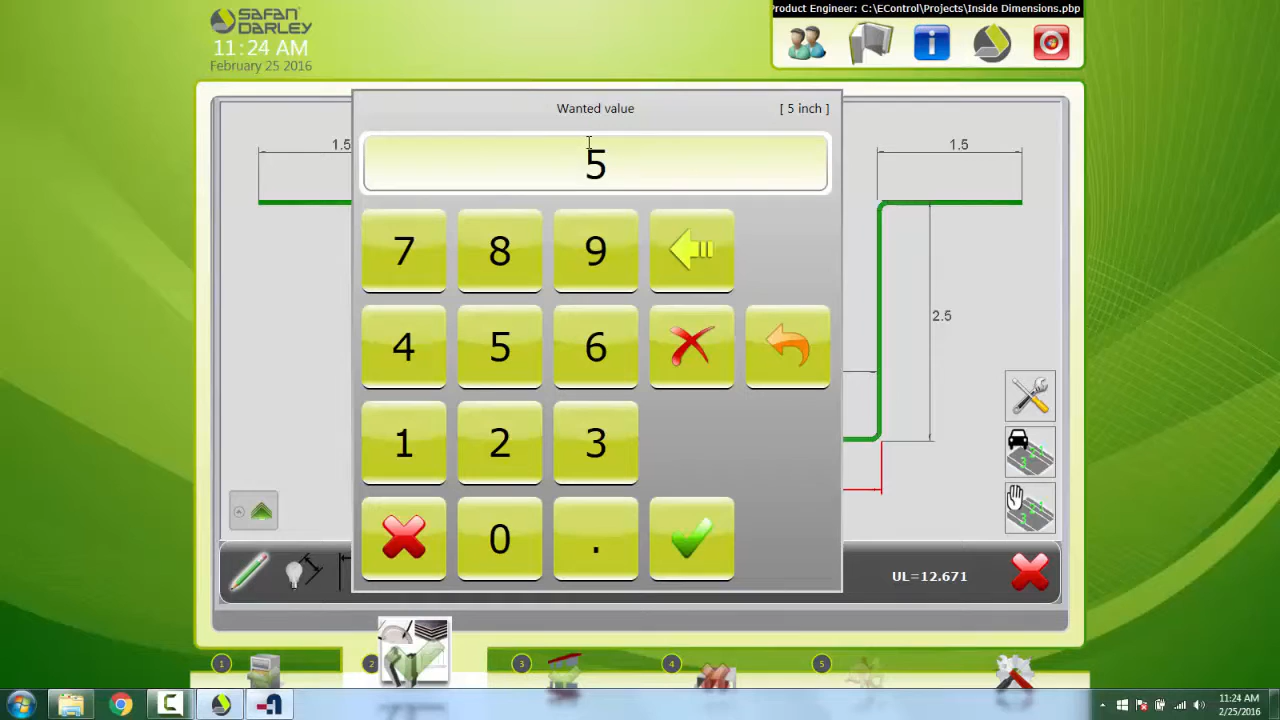 SAFAN
DARLEY
11:24 AM
February 25 2016
Product Engineer: C:\EControl\Projects\Inside Dimensions.pbp
Wanted value [ 5 inch ]
5
1.5
1.5
7 8 9
4 5 6
2.5
1 2 3
0 .
UL=12.671
1 2 3 4 5
11:24 AM
2/25/2016